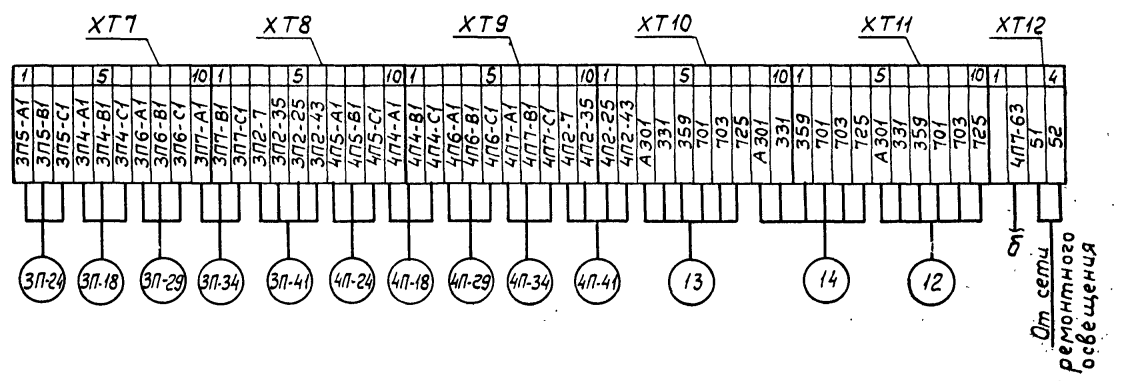 ХТ7 ХТ8 ХТ9 ХТ10 ХТ11 ХТ12
1 5 10 1 5 10 1 5 10 1 5 10 1 5 10 1 4
3П5-А1
3П5-В1
3П5-С1
3П4-А1
3П4-В1
3П4-С1
3П6-А1
3П6-В1
3П6-С1
3П7-А1
3П7-В1
3П7-С1
3П2-7
3П2-35
3П2-25
3П2-43
4П5-А1
4П5-В1
4П5-С1
4П4-А1
4П4-В1
4П4-С1
4П6-А1
4П6-В1
4П6-С1
4П7-А1
4П7-В1
4П7-С1
4П2-7
4П2-35
4П2-25
4П2-43
А301
331
359
701
703
725
А301
331
359
701
703
725
А301
331
359
701
703
725
4П7-63
51
52
3П-24 3П-18 3П-29 3П-34 3П-41 4П-24 4П-18 4П-29 4П-34 4П-41 13 14 12
От сети
ремонтного
освещения